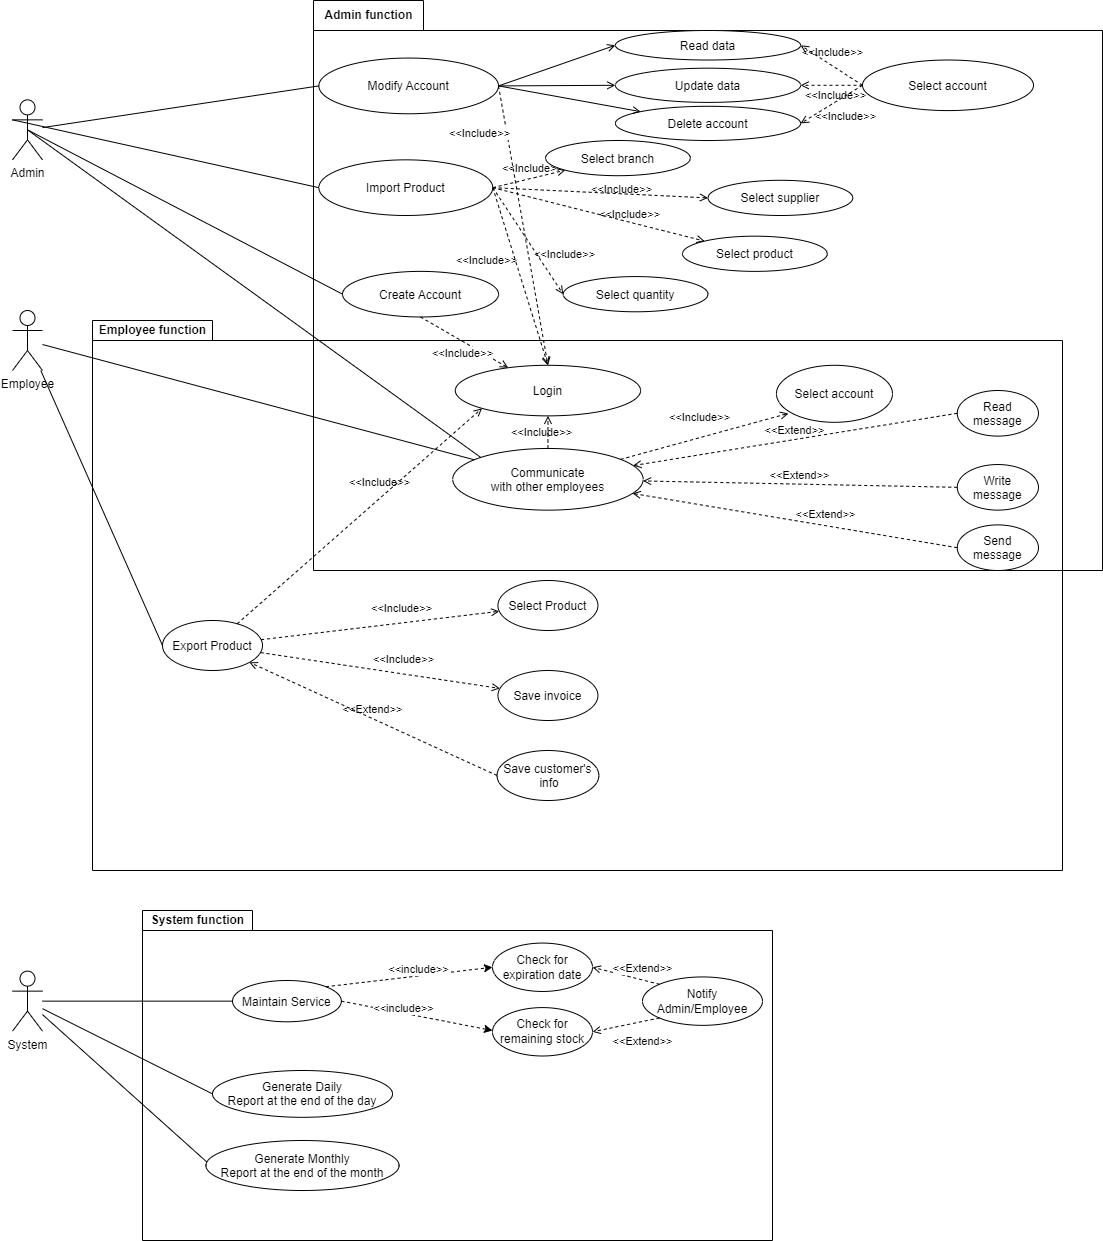 Admin function
Read data
<<Include>>
Modify Account
Update data
Select account
<<Include>>
<<Include>>
Delete account
<<Include>>
Admin
Select branch
<<Include>>
Import Product
<<Include>>
Select supplier
<<Include>>
Select product
<<Include>>
<<Include>>
Create Account
Select quantity
Employee function
Employee
<<Include>>
Login
Select account
<<Include>>
Read
message
<<Include>>
<<Extend>>
Communicate
with other employees
<<Include>>
<<Extend>>
Write
message
<<Extend>>
Send
message
<<Include>>
Select Product
Export Product
<<Include>>
Save invoice
<<Extend>>
Save customer's
info
System function
Check for
expiration date
<<include>>
<<Extend>>
Maintain Service
Notify
Admin/Employee
<<include>>
Check for
remaining stock
<<Extend>>
System
Generate Daily
Report at the end of the day
Generate Monthly
Report at the end of the month